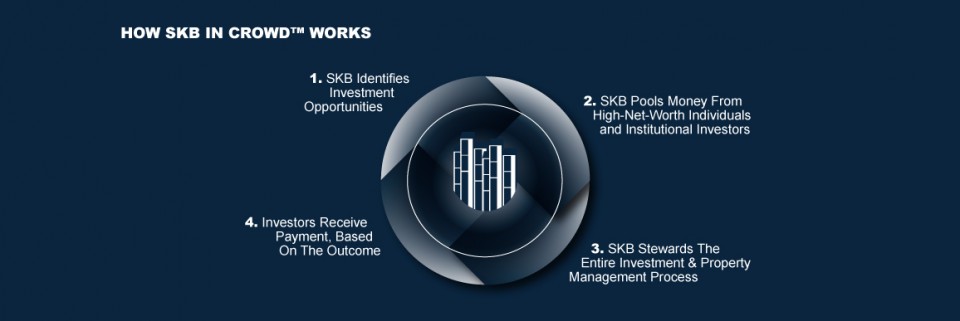 HOW SKB IN CROWD™ WORKS
1. SKB Identifies
Investment
Opportunities
2. SKB Pools Money From
High-Net-Worth Individuals
and Institutional Investors
3. SKB Stewards The
Entire Investment & Property
Management Process
4. Investors Receive
Payment, Based
On The Outcome